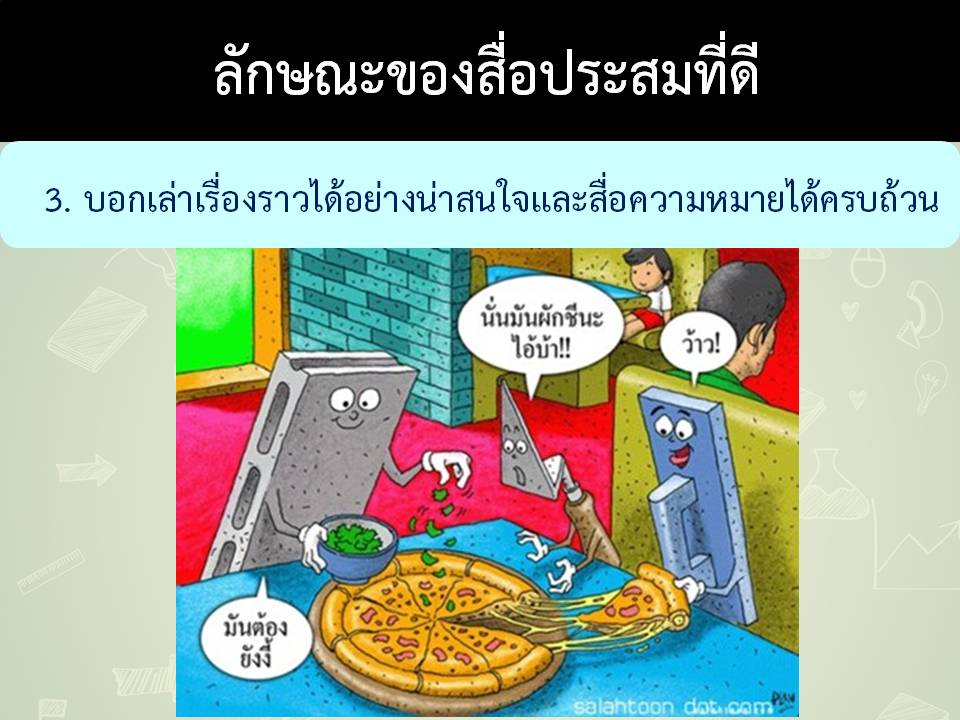 ลักษณะของสื่อประสมที่ดี
3. บอกเล่าเรื่องราวได้อย่างน่าสนใจและสื่อความหมายได้ครบถ้วน
นั่นมันผักชีนะ
ไอ้บ้า!!
ว้าว!
มันต้อง
ยังงี้
salahtoon dot com